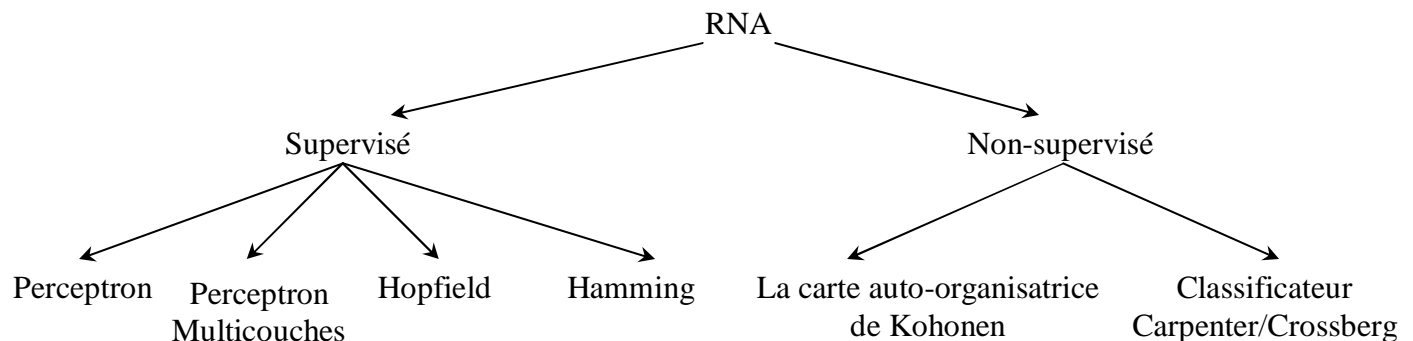 RNA
Supervisé
Non-supervisé
Perceptron
Perceptron
Multicouches
Hopfield
Hamming
La carte auto-organisatrice
de Kohonen
Classificateur
Carpenter/Crossberg